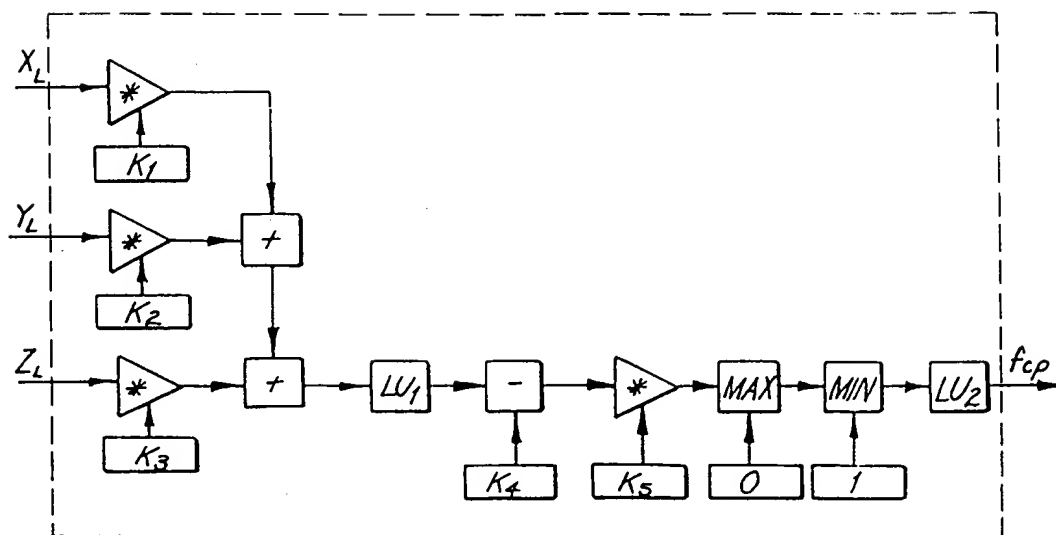 X_L
*
K_1
Y_L
*
+
K_2
Z_L
*
+
LU_1
-
*
MAX
MIN
LU_2
f_cp
K_3
K_4
K_5
0
1